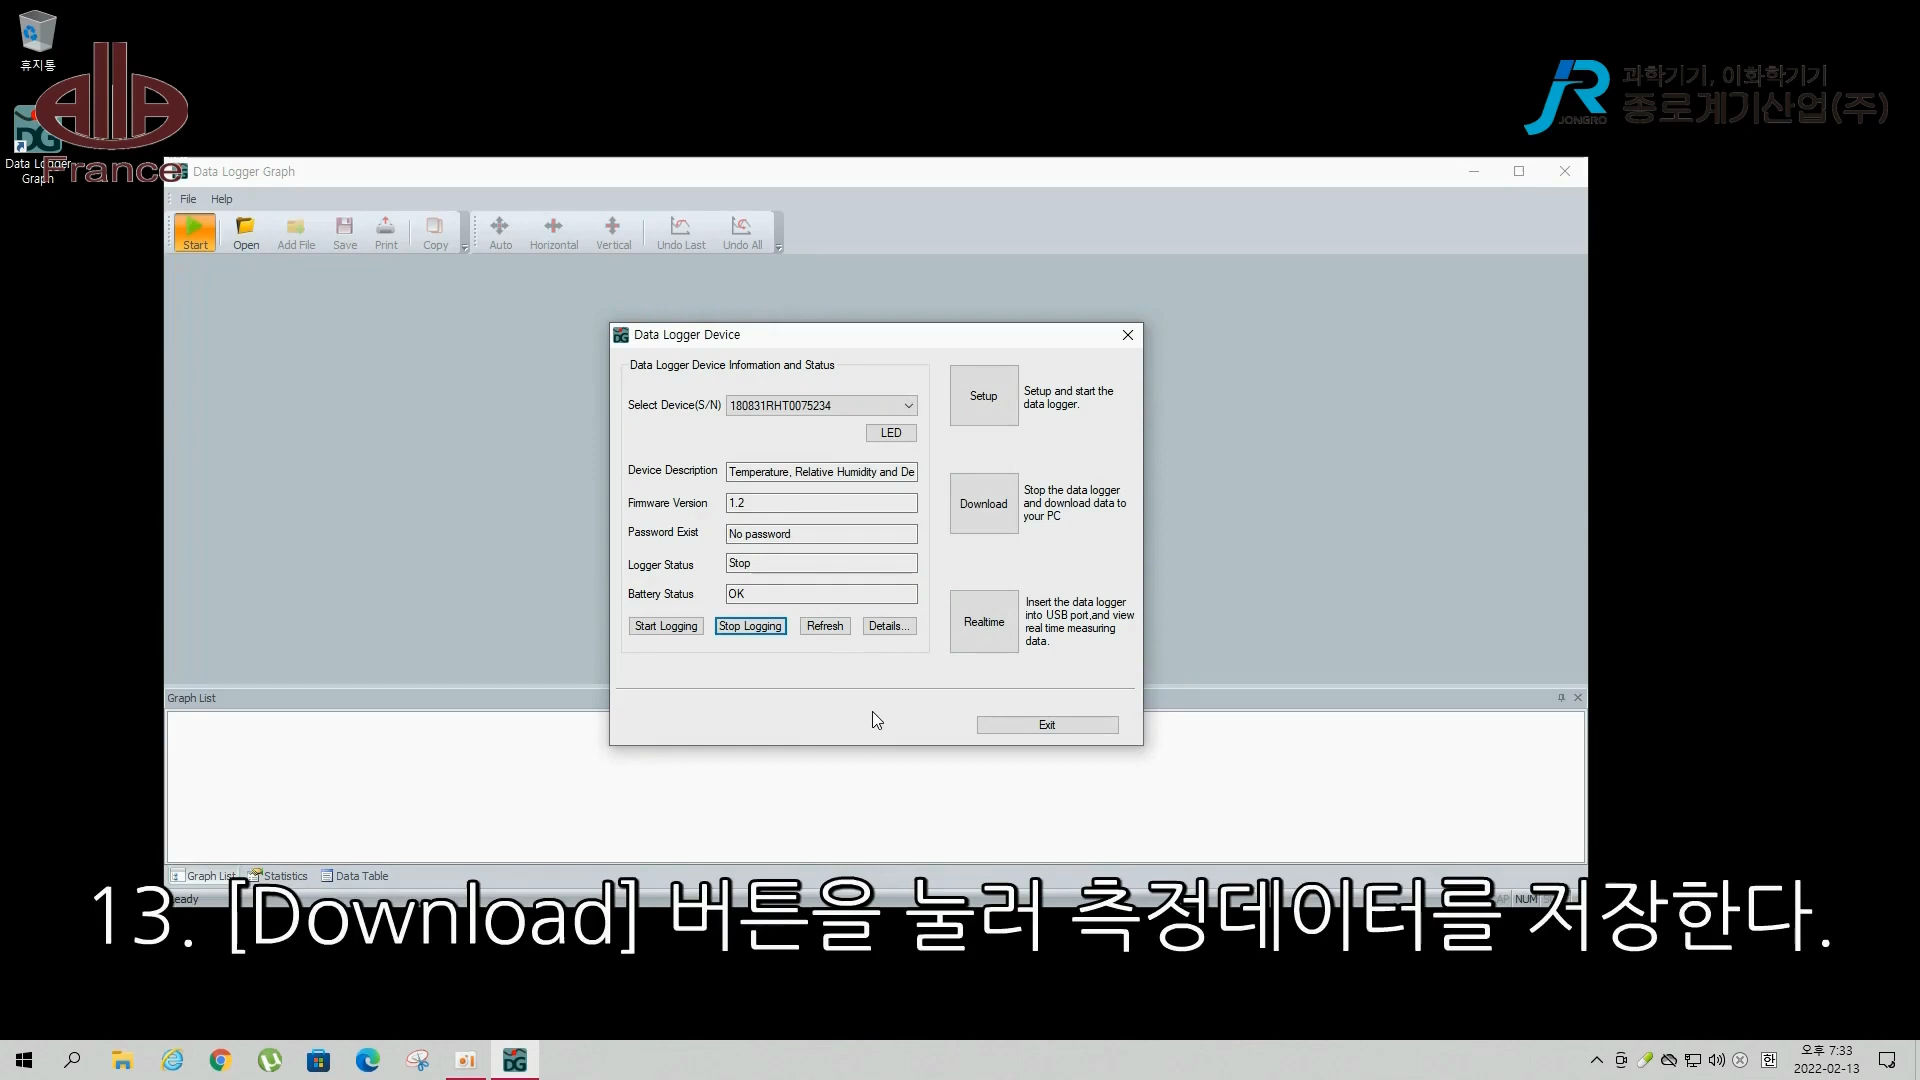 휴지통
Data Logger
Graph
alla
France
JONGRO
과학기기, 이화학기기
종로계기산업(주)
Data Logger Graph
File Help
Start Open Add File Save Print Copy Auto Horizontal Vertical Undo Last Undo All
Data Logger Device
Data Logger Device Information and Status
Select Device(S/N) 180831RHT0075234
LED
Device Description Temperature, Relative Humidity and De
Firmware Version 1.2
Password Exist No password
Logger Status Stop
Battery Status OK
Start Logging Stop Logging Refresh Details...
Setup
Setup and start the
data logger.
Download
Stop the data logger
and download data to
your PC
Realtime
Insert the data logger
into USB port,and view
real time measuring
data.
Exit
Graph List
Graph List Statistics Data Table
NUM
13. [Download] 버튼을 눌러 측정데이터를 저장한다.
한
오후 7:33
2022-02-13